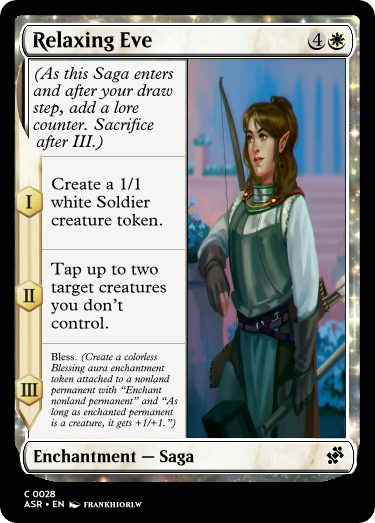 Relaxing Eve 4
(As this Saga enters
and after your draw
step, add a lore
counter. Sacrifice
after III.)
I
Create a 1/1
white Soldier
creature token.
II
Tap up to two
target creatures
you don't
control.
III
Bless. (Create a colorless
Blessing aura enchantment
token attached to a nonland
permanent with "Enchant
nonland permanent" and "As
long as enchanted permanent
is a creature, it gets +1/+1.")
Enchantment — Saga
C 0028
ASR • EN FRANKHIORLW